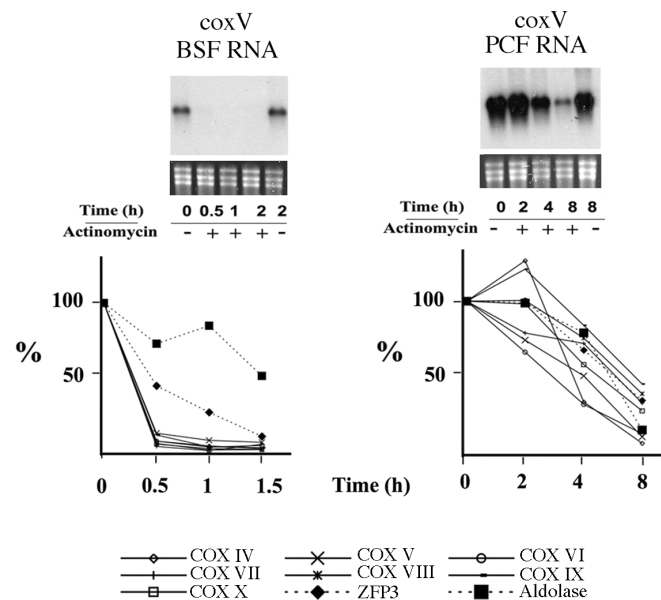 coxV
BSF RNA
coxV
PCF RNA
Time (h) 0 0.5 1 2 2
Actinomycin - + + + -
Time (h) 0 2 4 8 8
Actinomycin - + + + -
100
50
%
0 0.5 1 1.5
100
50
%
0 2 4 8
Time (h)
COX IV COX V COX VI
COX VII COX VIII COX IX
COX X ZFP3 Aldolase